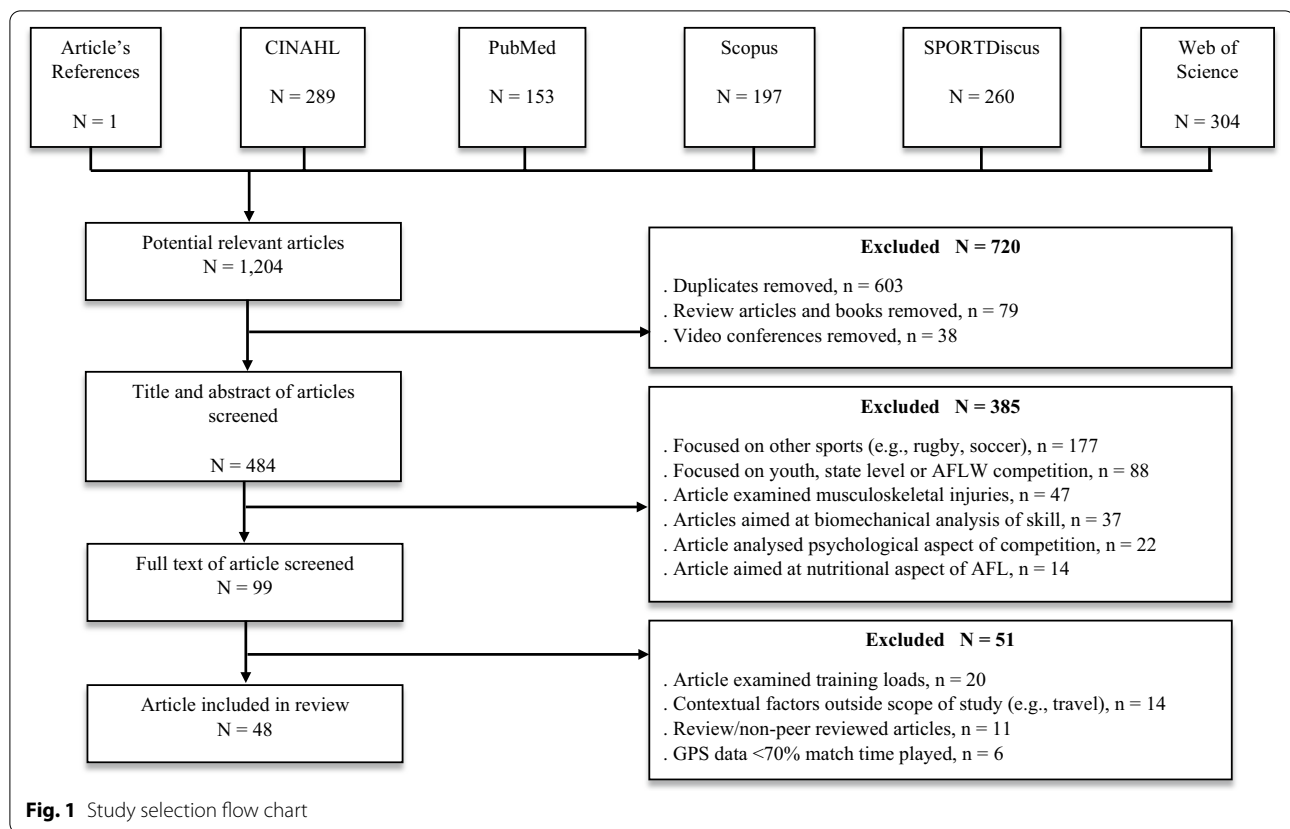 Article's
References
N = 1
CINAHL
N = 289
PubMed
N = 153
Scopus
N = 197
SPORTDiscus
N = 260
Web of
Science
N = 304
Potential relevant articles
N = 1,204
Excluded N = 720
. Duplicates removed, n = 603
. Review articles and books removed, n = 79
. Video conferences removed, n = 38
Title and abstract of articles
screened
N = 484
Excluded N = 385
. Focused on other sports (e.g., rugby, soccer), n = 177
. Focused on youth, state level or AFLW competition, n = 88
. Article examined musculoskeletal injuries, n = 47
. Articles aimed at biomechanical analysis of skill, n = 37
. Article analysed psychological aspect of competition, n = 22
. Article aimed at nutritional aspect of AFL, n = 14
Full text of article screened
N = 99
Excluded N = 51
. Article examined training loads, n = 20
. Contextual factors outside scope of study (e.g., travel), n = 14
. Review/non-peer reviewed articles, n = 11
. GPS data <70% match time played, n = 6
Article included in review
N = 48
Fig. 1 Study selection flow chart